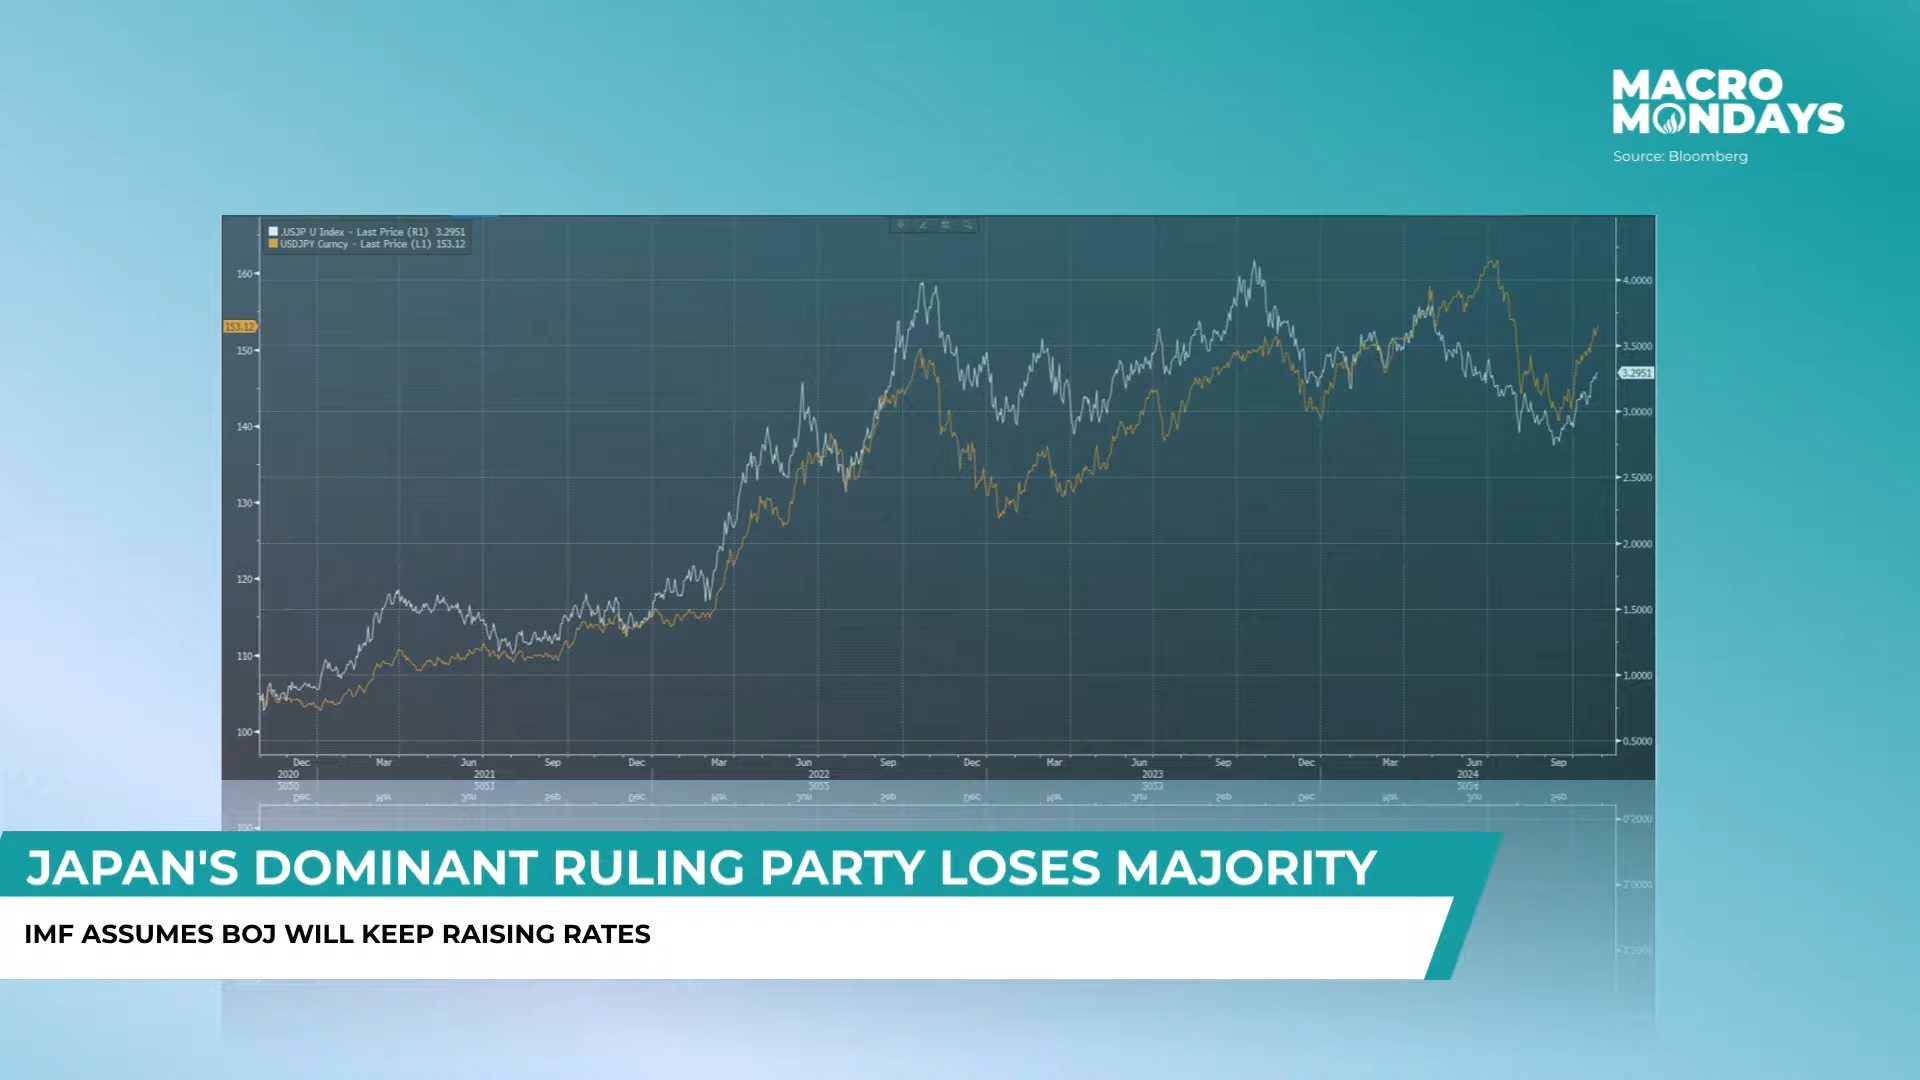 MACRO
MONDAYS
Source: Bloomberg
.USJP U Index - Last Price (R1) 3.2951
USDJPY Curncy - Last Price (L1) 153.12
160
150
140
130
120
110
100
153.12
4.0000
3.5000
3.2951
3.0000
2.5000
2.0000
1.5000
1.0000
0.5000
Dec Mar Jun Sep Dec Mar Jun Sep Dec Mar Jun Sep Dec Mar Jun Sep
2020 2021 2022 2023 2024
JAPAN'S DOMINANT RULING PARTY LOSES MAJORITY
IMF ASSUMES BOJ WILL KEEP RAISING RATES